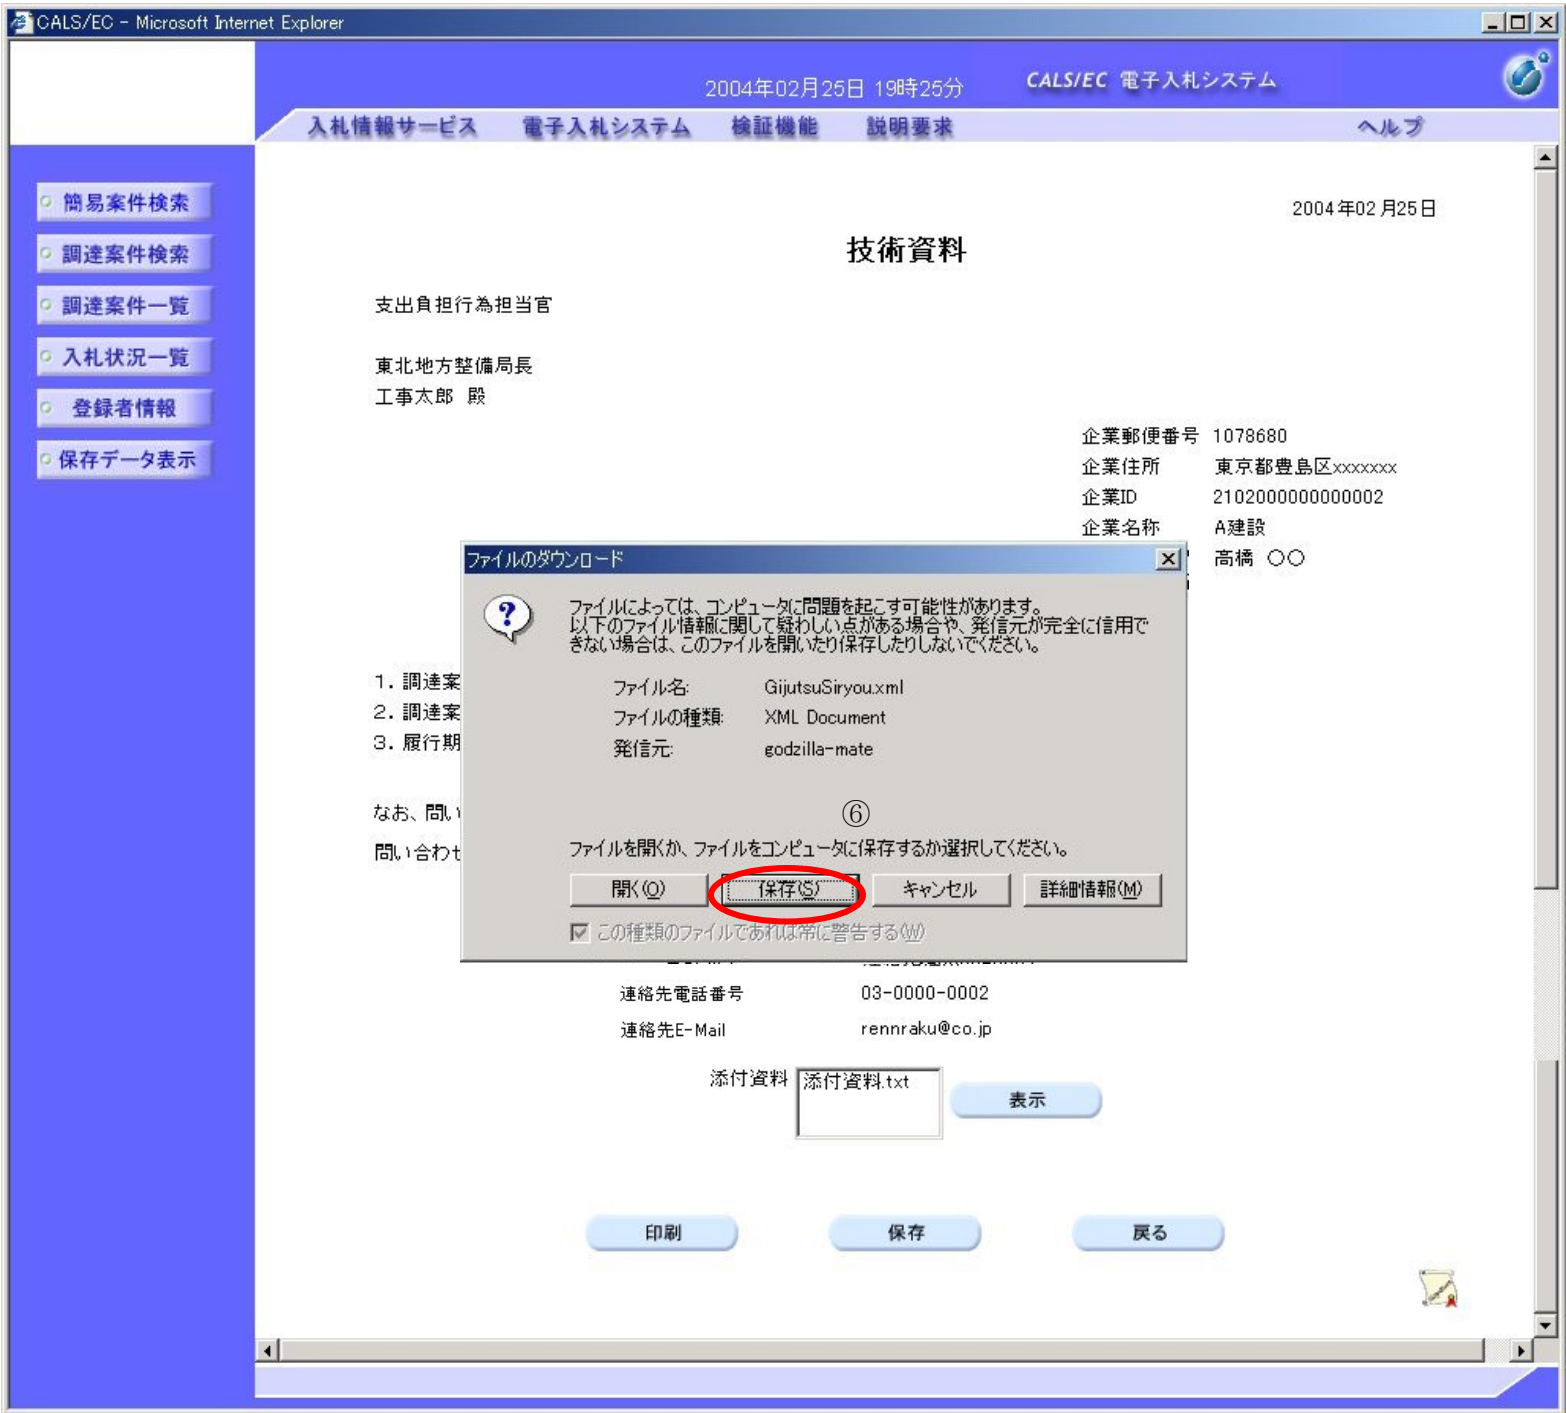 CALS/EC - Microsoft Internet Explorer
2004年02月25日 19時25分
CALS/EC 電子入札システム
入札情報サービス 電子入札システム 検証機能 説明要求 ヘルプ
簡易案件検索
調達案件検索
調達案件一覧
入札状況一覧
登録者情報
保存データ表示
2004年02月25日
技術資料
支出負担行為担当官
東北地方整備局長
工事太郎 殿
企業郵便番号 1078680
企業住所 東京都豊島区xxxxxxx
企業ID 2102000000000002
企業名称 A建設
高橋 〇〇
1. 調達案
2. 調達案
3. 履行期
なお、問い
問い合わせ
ファイルのダウンロード
ファイルによっては、コンピュータに問題を起こす可能性があります。
以下のファイル情報に関して疑わしい点がある場合や、発信元が完全に信用で
きない場合は、このファイルを開いたり保存したりしないでください。
ファイル名: GijutsuSiryou.xml
ファイルの種類: XML Document
発信元: godzilla-mate
⑥
ファイルを開くか、ファイルをコンピュータに保存するか選択してください。
開く(O) 保存(S) キャンセル 詳細情報(M)
この種類のファイルであれば常に警告する(W)
連絡先電話番号 03-0000-0002
連絡先E-Mail rennraku@co.jp
添付資料 添付資料.txt 表示
印刷 保存 戻る